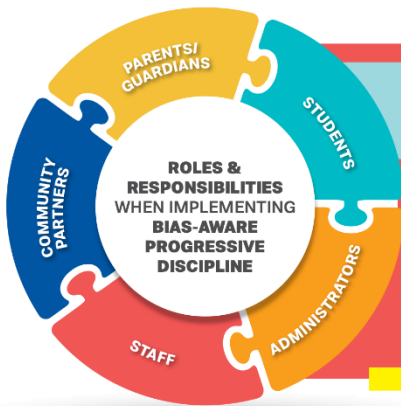 PARENTS/
GUARDIANS
STUDENTS
COMMUNITY
PARTNERS
ROLES &
RESPONSIBILITIES
WHEN IMPLEMENTING
BIAS-AWARE
PROGRESSIVE
DISCIPLINE
ADMINISTRATORS
STAFF